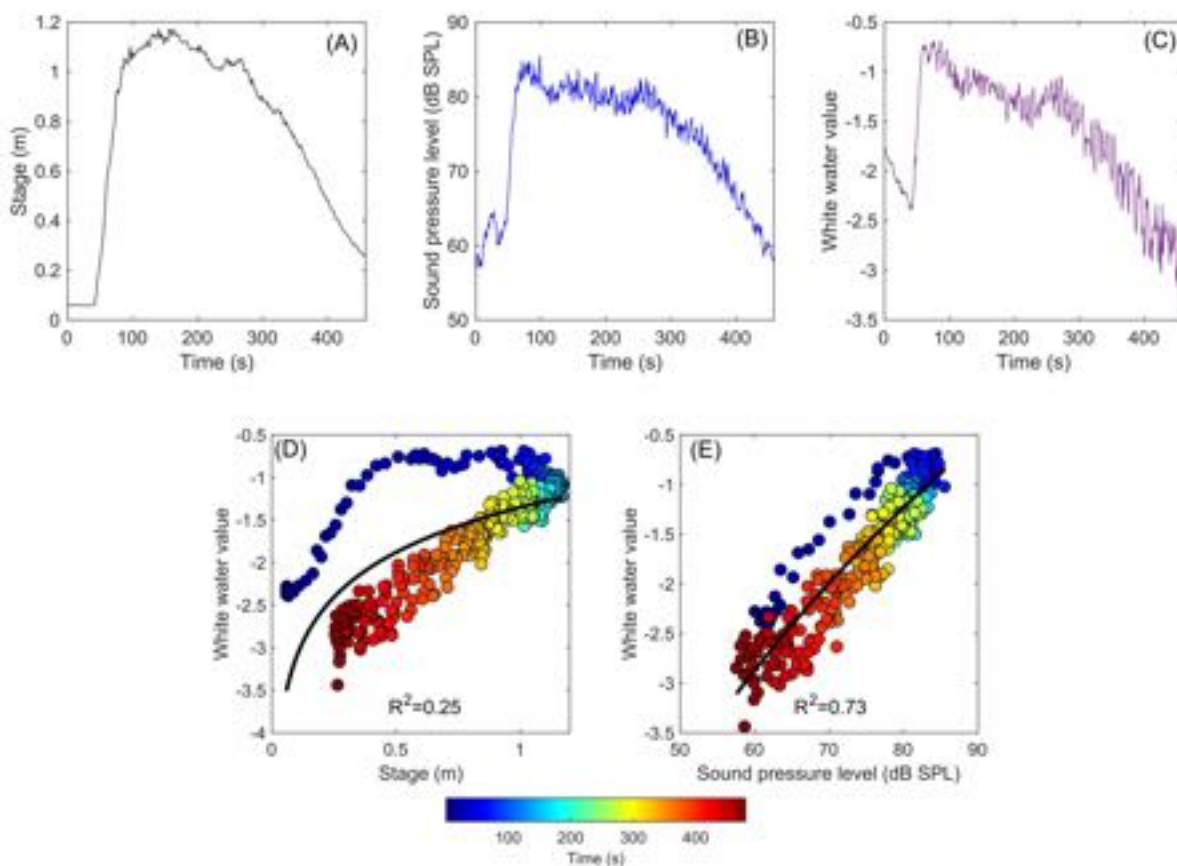 (A)
1.2
1
0.8
0.6
0.4
0.2
0
Stage (m)
0 100 200 300 400
Time (s)
(B)
90
80
70
60
50
Sound pressure level (dB SPL)
0 100 200 300 400
Time (s)
(C)
-0.5
-1
-1.5
-2
-2.5
-3
-3.5
White water value
0 100 200 300 400
Time (s)
(D)
-0.5
-1
-1.5
-2
-2.5
-3
-3.5
-4
White water value
R²=0.25
0 0.5 1
Stage (m)
(E)
-0.5
-1
-1.5
-2
-2.5
-3
-3.5
White water value
R²=0.73
50 60 70 80 90
Sound pressure level (dB SPL)
100 200 300 400
Time (s)